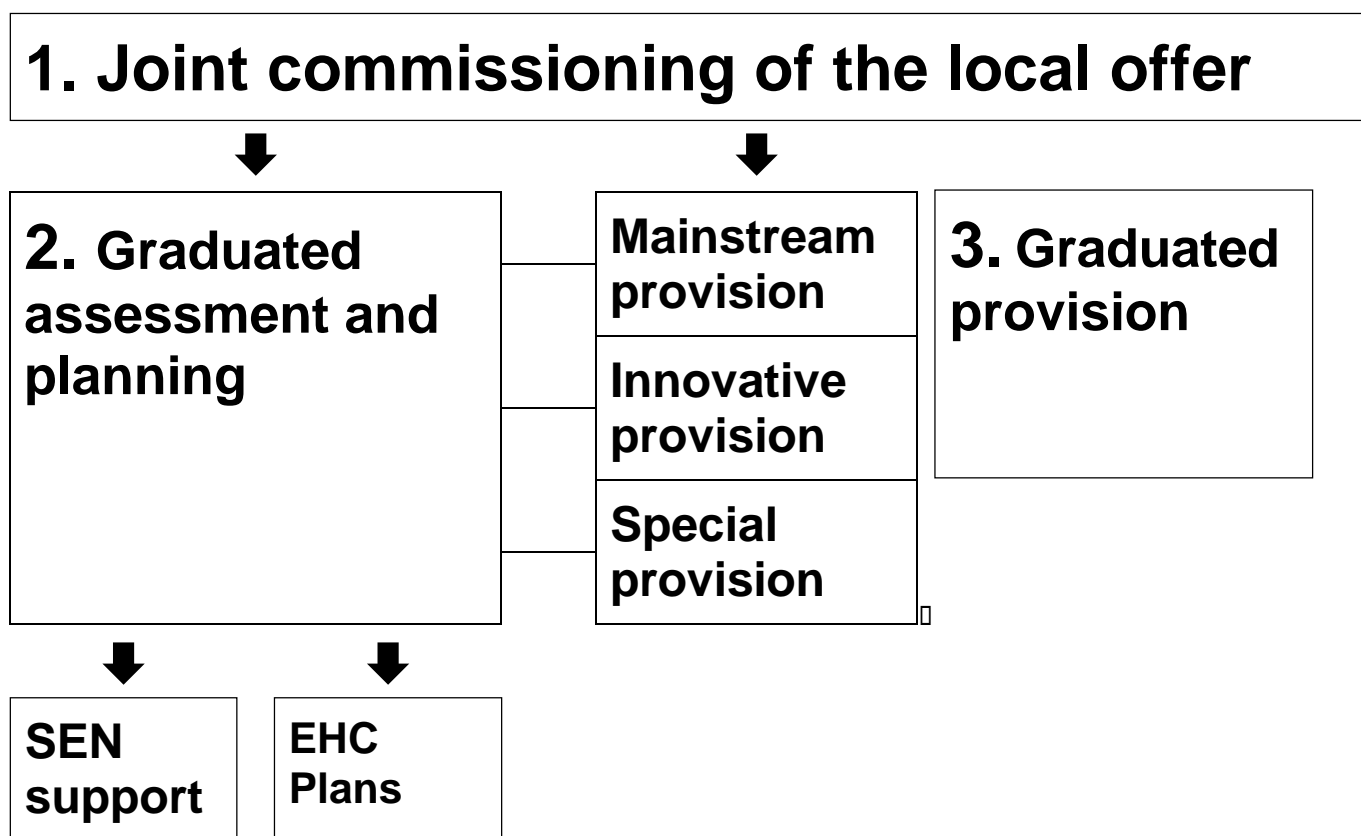 1. Joint commissioning of the local offer
2. Graduated
assessment and
planning
Mainstream
provision
Innovative
provision
Special
provision
3. Graduated
provision
SEN
support
EHC
Plans